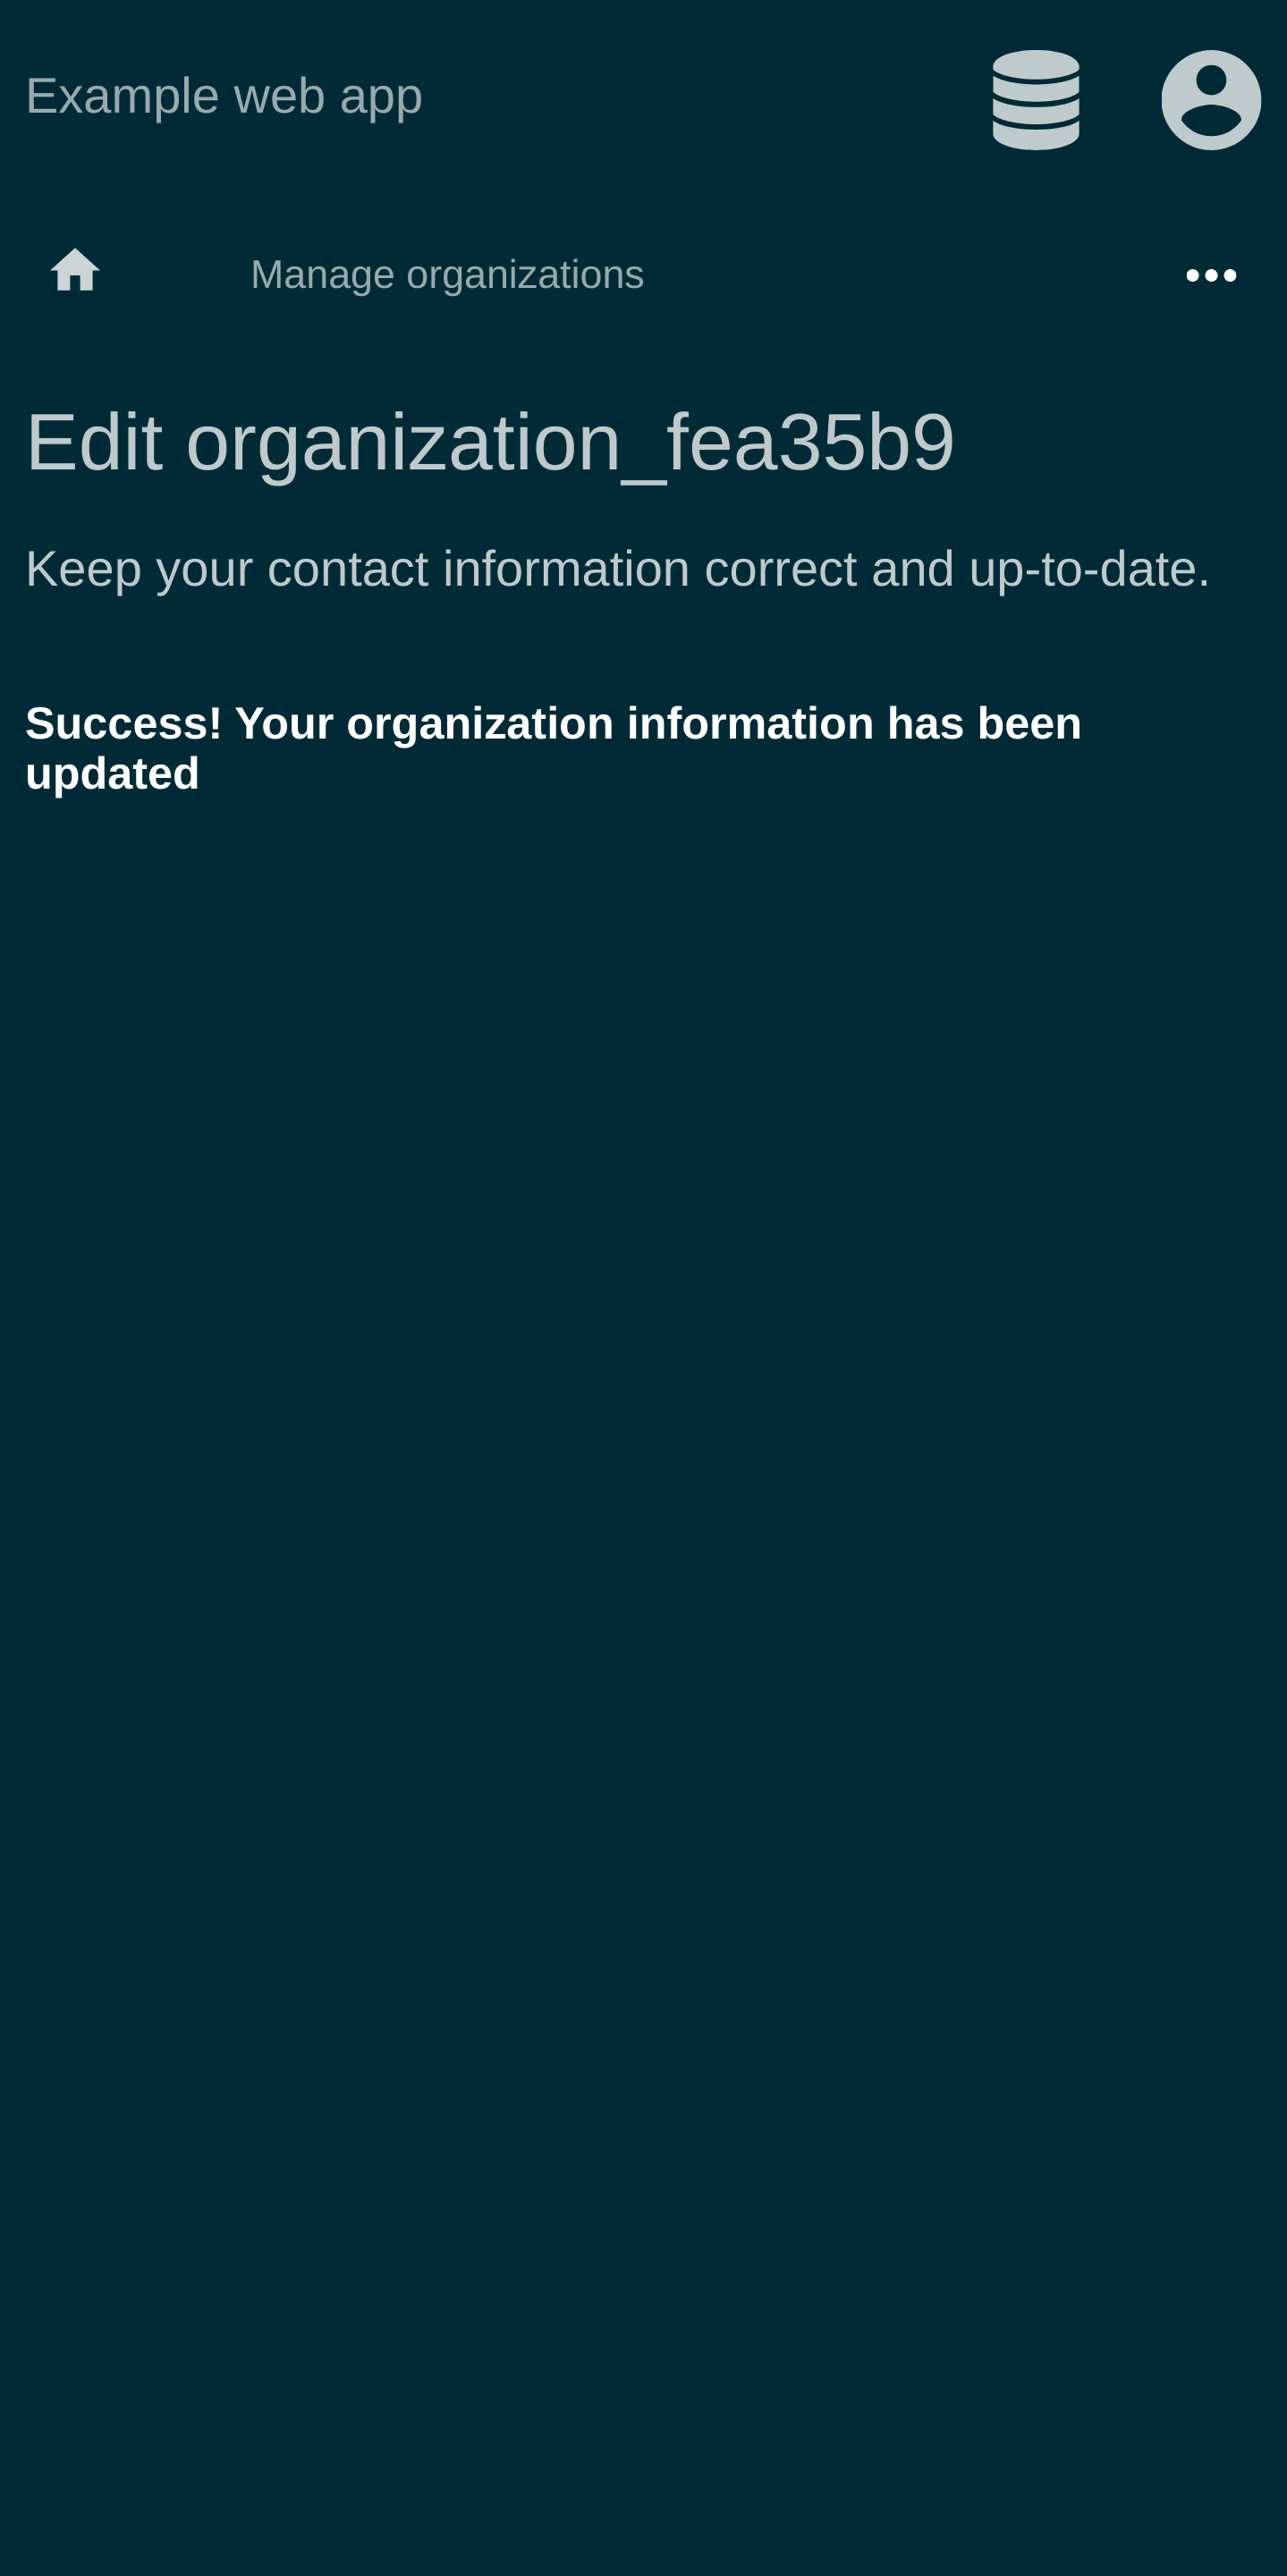 Example web app
Manage organizations
Edit organization_fea35b9
Keep your contact information correct and up-to-date.
Success! Your organization information has been
updated